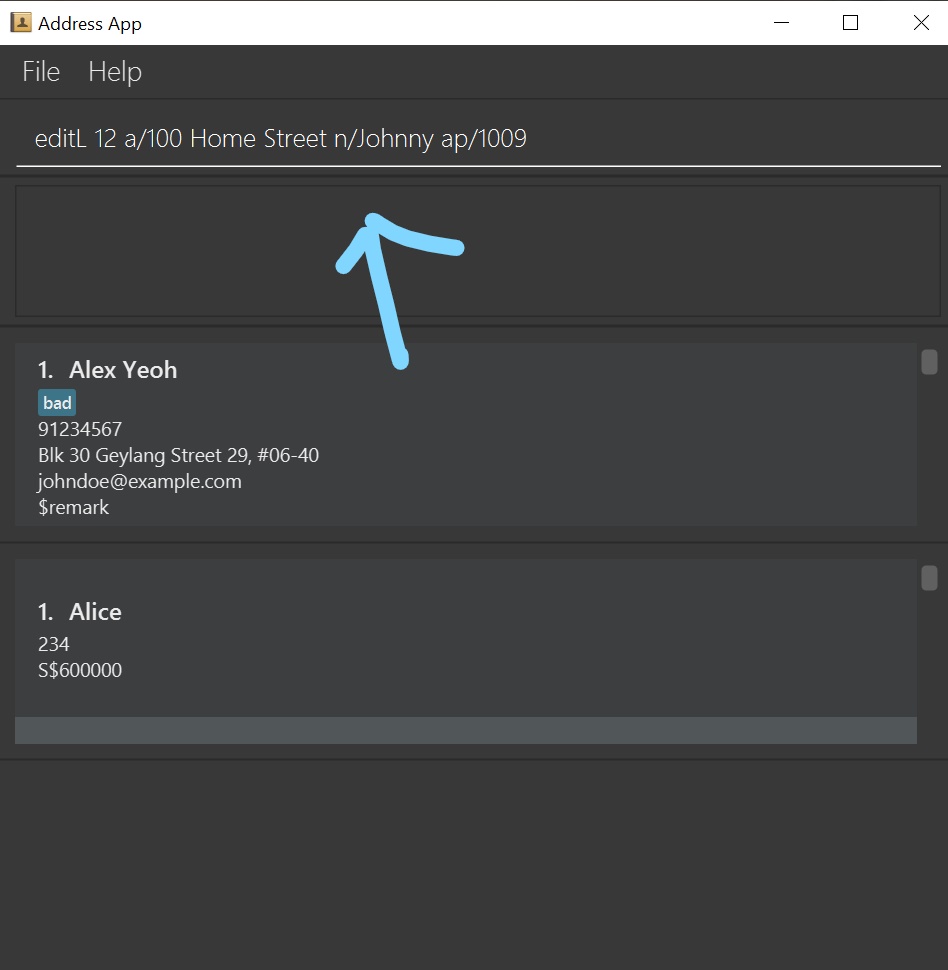 Address App
File Help
editL 12 a/100 Home Street n/Johnny ap/1009
1. Alex Yeoh
bad
91234567
Blk 30 Geylang Street 29, #06-40
johndoe@example.com
$remark
1. Alice
234
S$600000